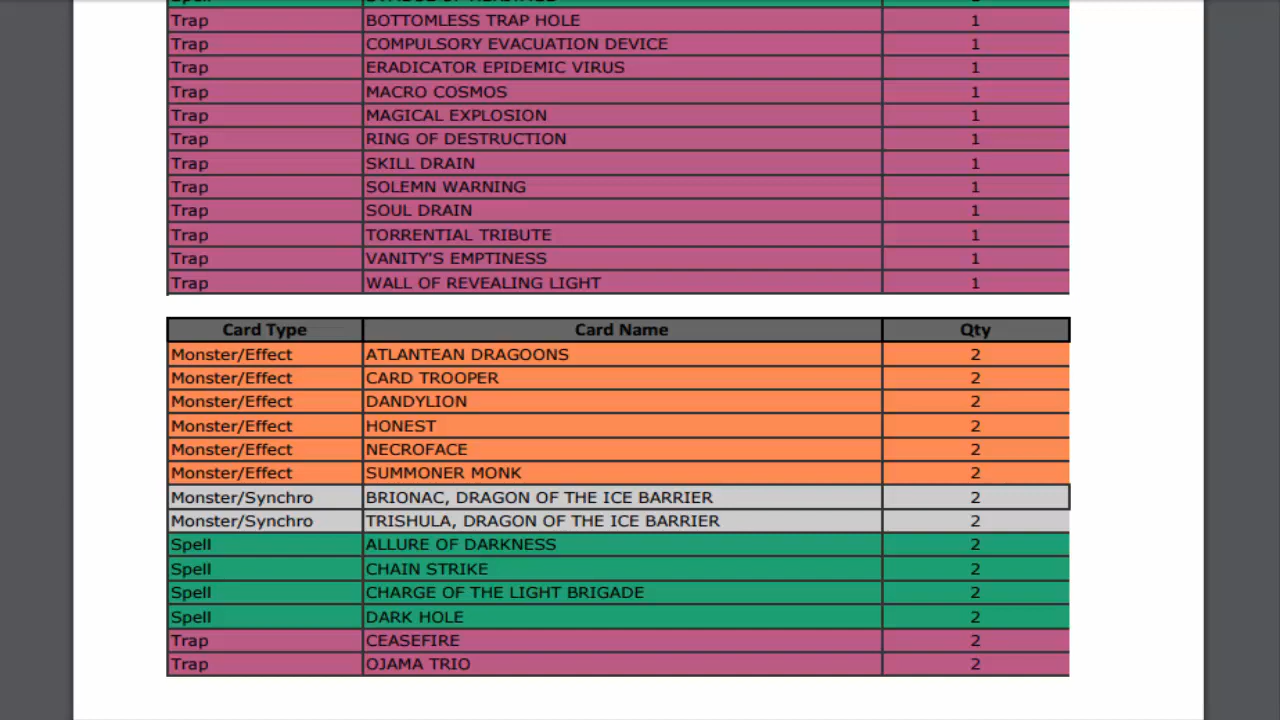 Trap BOTTOMLESS TRAP HOLE 1
Trap COMPULSORY EVACUATION DEVICE 1
Trap ERADICATOR EPIDEMIC VIRUS 1
Trap MACRO COSMOS 1
Trap MAGICAL EXPLOSION 1
Trap RING OF DESTRUCTION 1
Trap SKILL DRAIN 1
Trap SOLEMN WARNING 1
Trap SOUL DRAIN 1
Trap TORRENTIAL TRIBUTE 1
Trap VANITY'S EMPTINESS 1
Trap WALL OF REVEALING LIGHT 1
Card Type Card Name Qty
Monster/Effect ATLANTEAN DRAGOONS 2
Monster/Effect CARD TROOPER 2
Monster/Effect DANDYLION 2
Monster/Effect HONEST 2
Monster/Effect NECROFACE 2
Monster/Effect SUMMONER MONK 2
Monster/Synchro BRIONAC, DRAGON OF THE ICE BARRIER 2
Monster/Synchro TRISHULA, DRAGON OF THE ICE BARRIER 2
Spell ALLURE OF DARKNESS 2
Spell CHAIN STRIKE 2
Spell CHARGE OF THE LIGHT BRIGADE 2
Spell DARK HOLE 2
Trap CEASEFIRE 2
Trap OJAMA TRIO 2